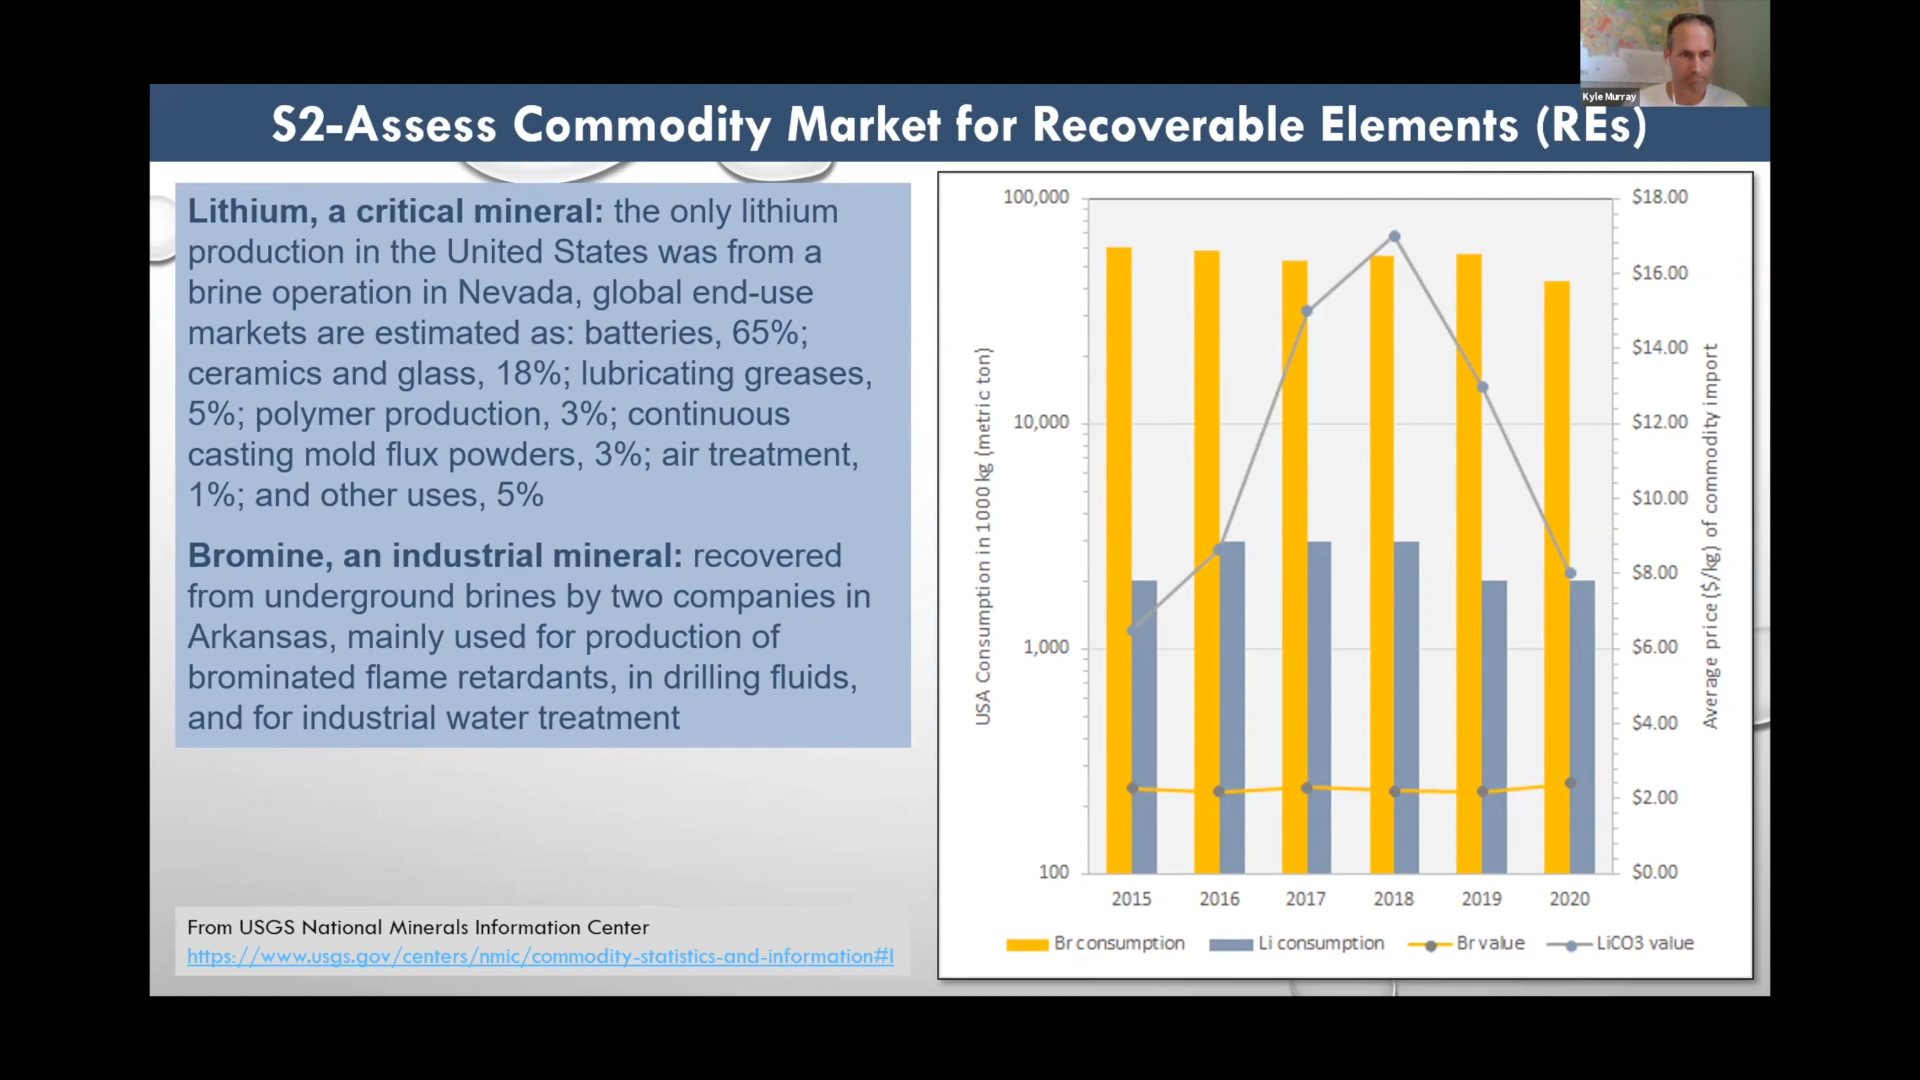 Kyle Murray
S2-Assess Commodity Market for Recoverable Elements (REs)
Lithium, a critical mineral: the only lithium
production in the United States was from a
brine operation in Nevada, global end-use
markets are estimated as: batteries, 65%;
ceramics and glass, 18%; lubricating greases,
5%; polymer production, 3%; continuous
casting mold flux powders, 3%; air treatment,
1%; and other uses, 5%
Bromine, an industrial mineral: recovered
from underground brines by two companies in
Arkansas, mainly used for production of
brominated flame retardants, in drilling fluids,
and for industrial water treatment
From USGS National Minerals Information Center
https://www.usgs.gov/centers/nmic/commodity-statistics-and-information#l
USA Consumption in 1000 kg (metric ton)
100,000
10,000
1,000
100
$18.00
$16.00
$14.00
$12.00
$10.00
$8.00
$6.00
$4.00
$2.00
$0.00
Average price ($/kg) of commodity import
2015 2016 2017 2018 2019 2020
Br consumption Li consumption Br value LiCO3 value